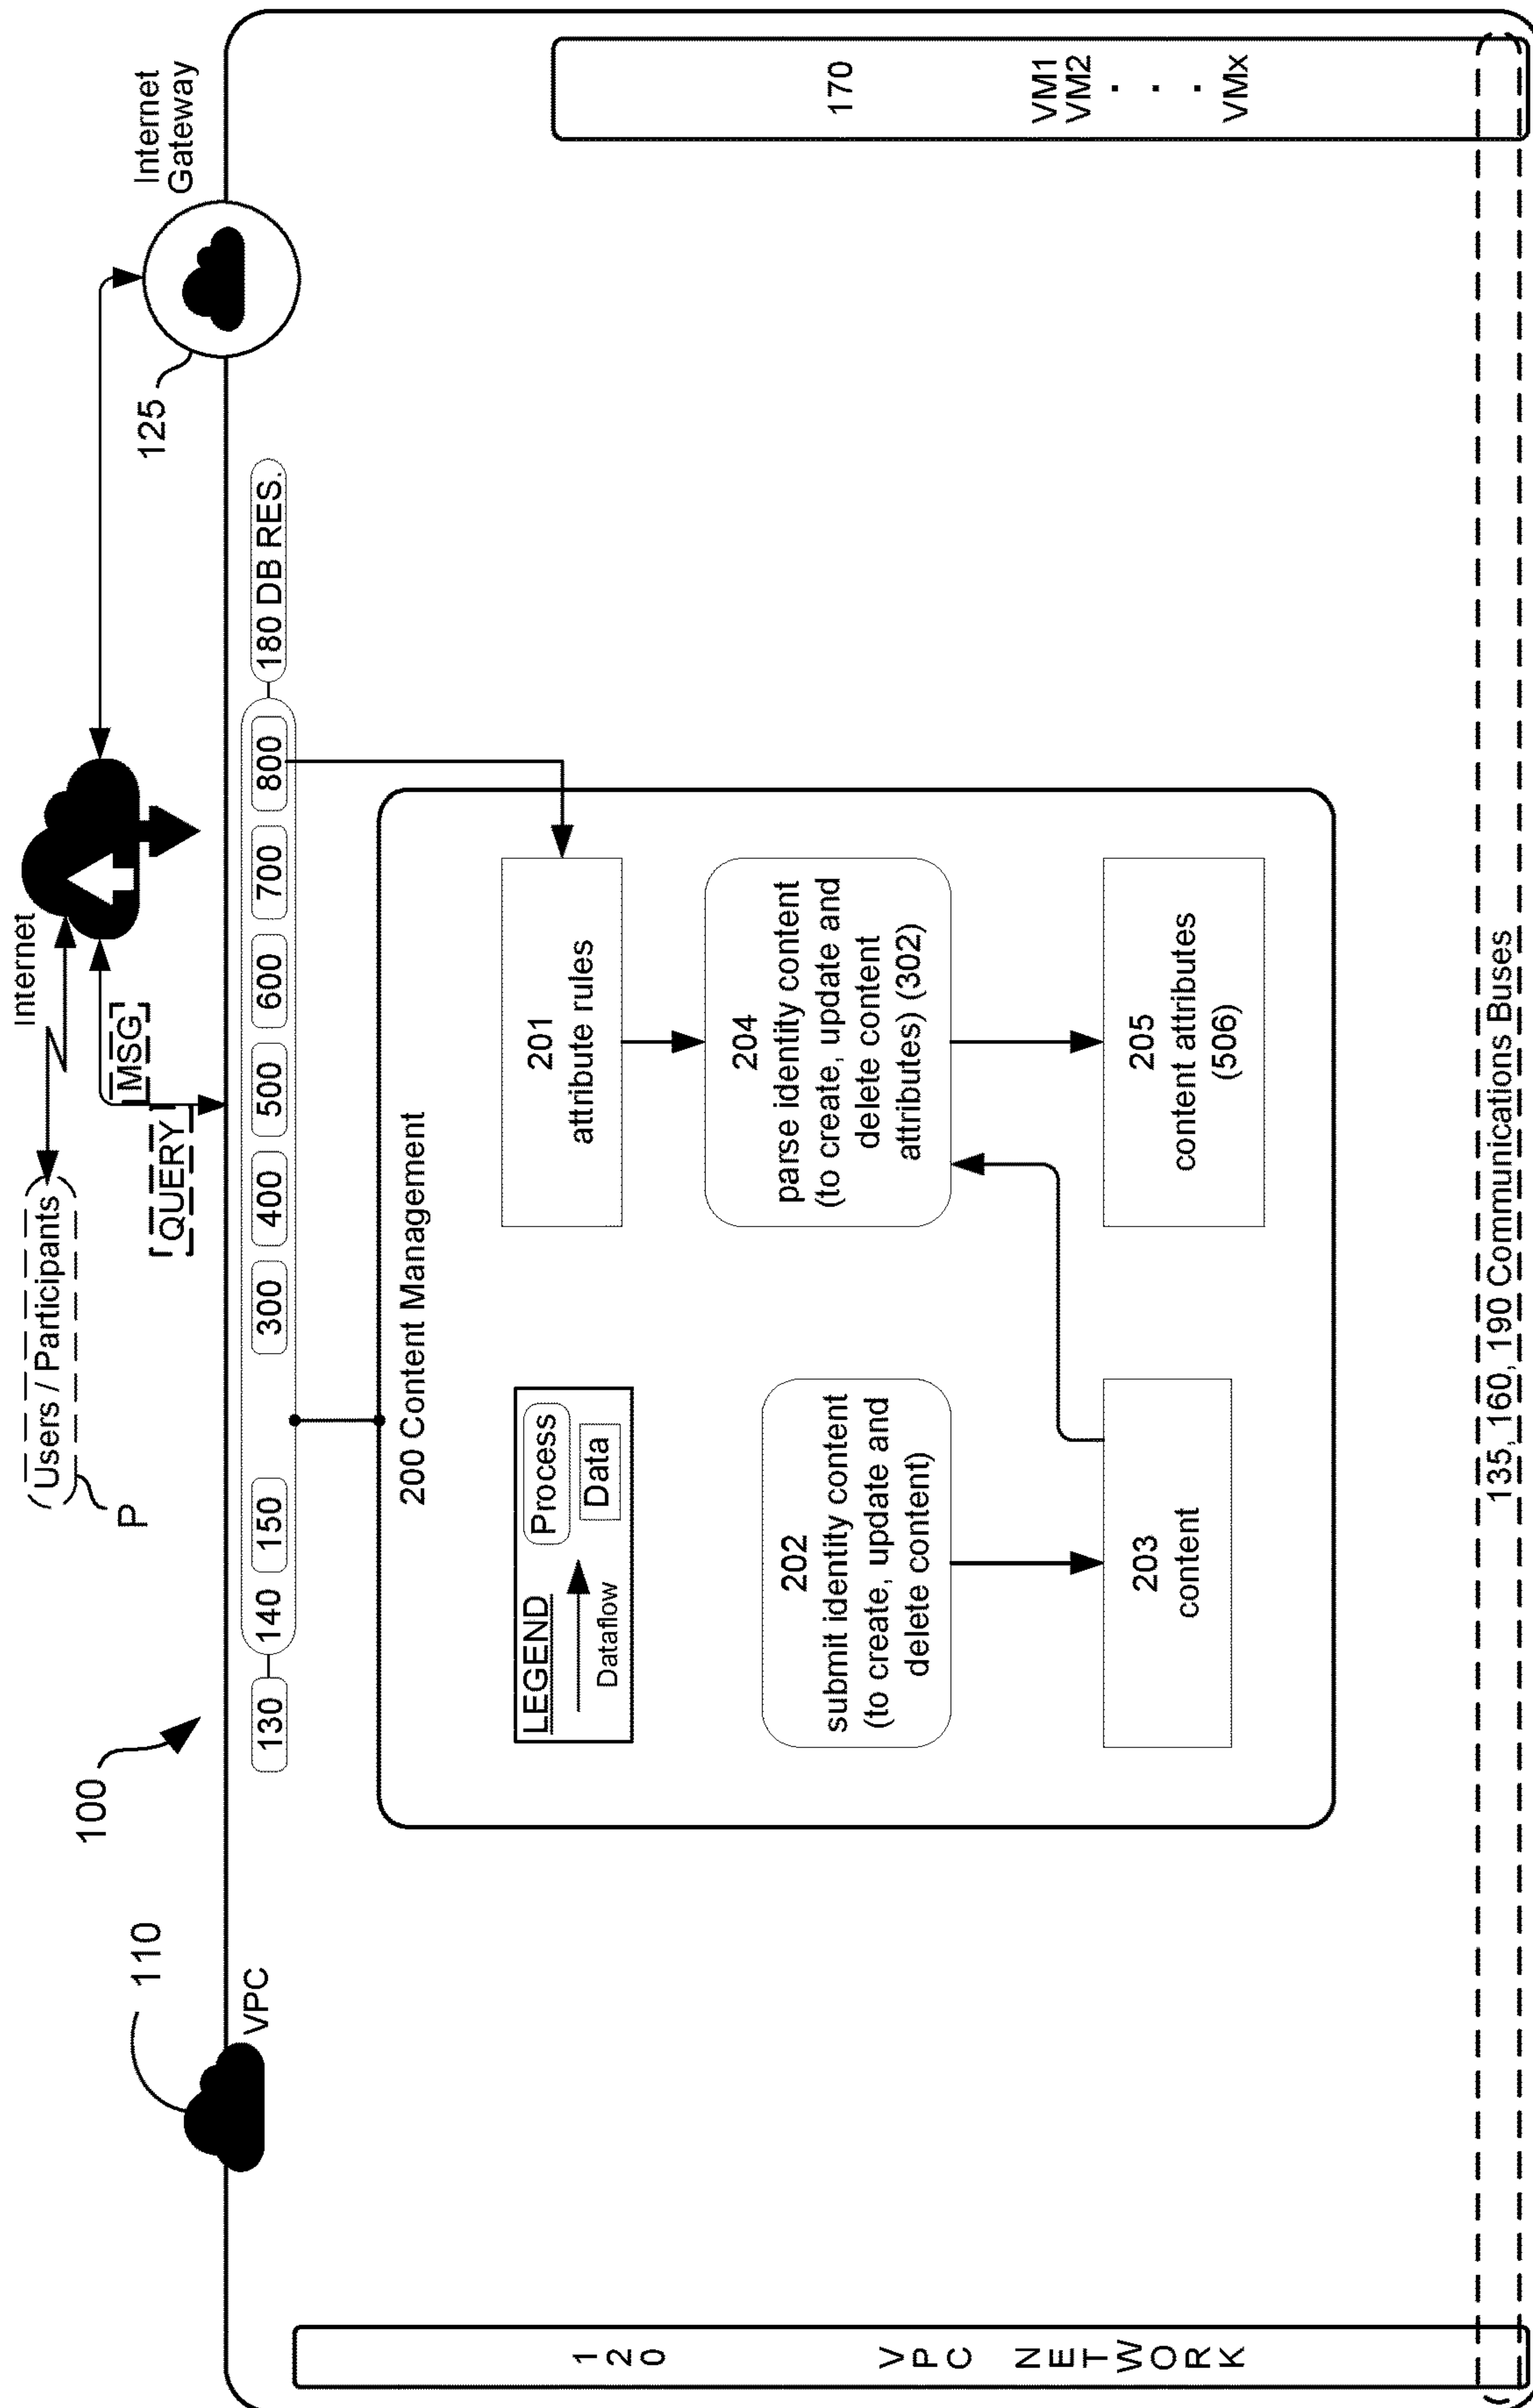 Users / Participants
P
Internet
MSG
QUERY
Internet
Gateway
125
100
110
VPC
130
140
150
300
400
500
600
700
800
180 DB RES.
200 Content Management
LEGEND
Process
Dataflow
Data
201
attribute rules
202
submit identity content
(to create, update and
delete content)
204
parse identity content
(to create, update and
delete content
attributes) (302)
203
content
205
content attributes
(506)
120
VPC NETWORK
170
VM1
VM2
.
.
.
VMx
135, 160, 190 Communications Buses